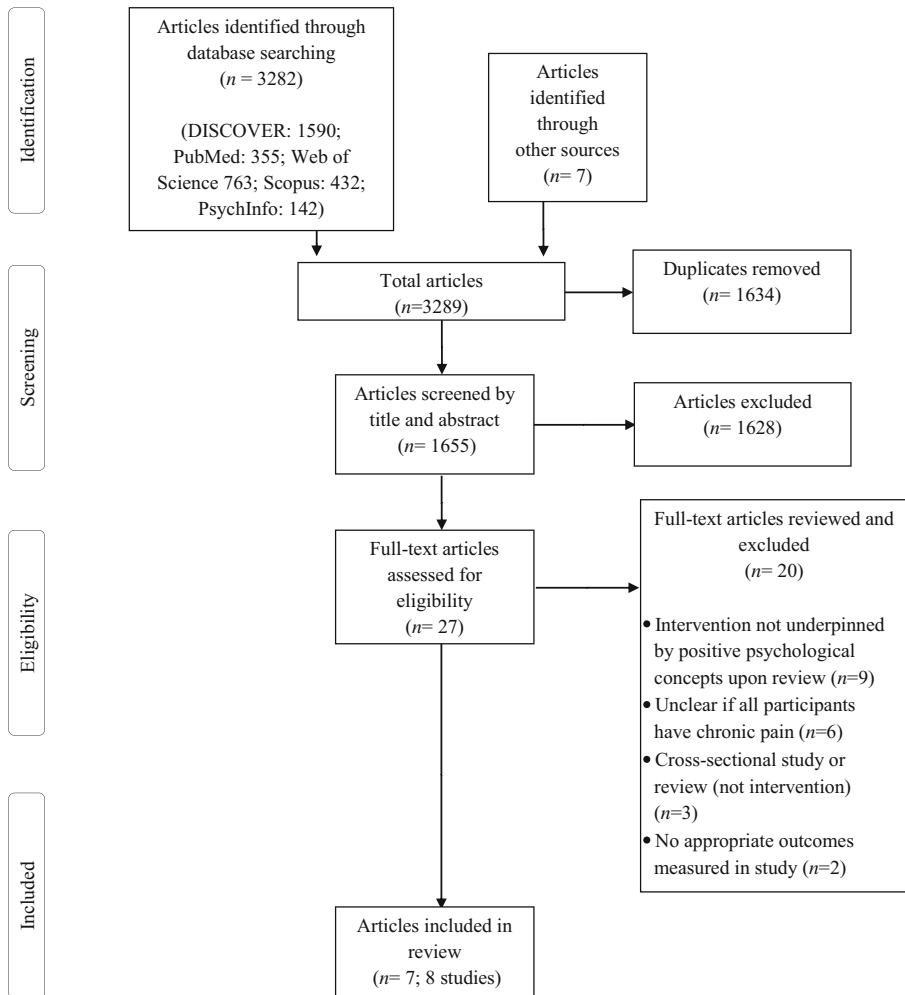 Identification
Articles identified through
database searching
(n = 3282)
(DISCOVER: 1590;
PubMed: 355; Web of
Science 763; Scopus: 432;
PsychInfo: 142)
Articles
identified
through
other sources
(n= 7)
Screening
Total articles
(n=3289)
Duplicates removed
(n= 1634)
Articles screened by
title and abstract
(n= 1655)
Articles excluded
(n= 1628)
Eligibility
Full-text articles
assessed for
eligibility
(n= 27)
Full-text articles reviewed and
excluded
(n= 20)
• Intervention not underpinned
by positive psychological
concepts upon review (n=9)
• Unclear if all participants
have chronic pain (n=6)
• Cross-sectional study or
review (not intervention)
(n=3)
• No appropriate outcomes
measured in study (n=2)
Included
Articles included in
review
(n= 7; 8 studies)